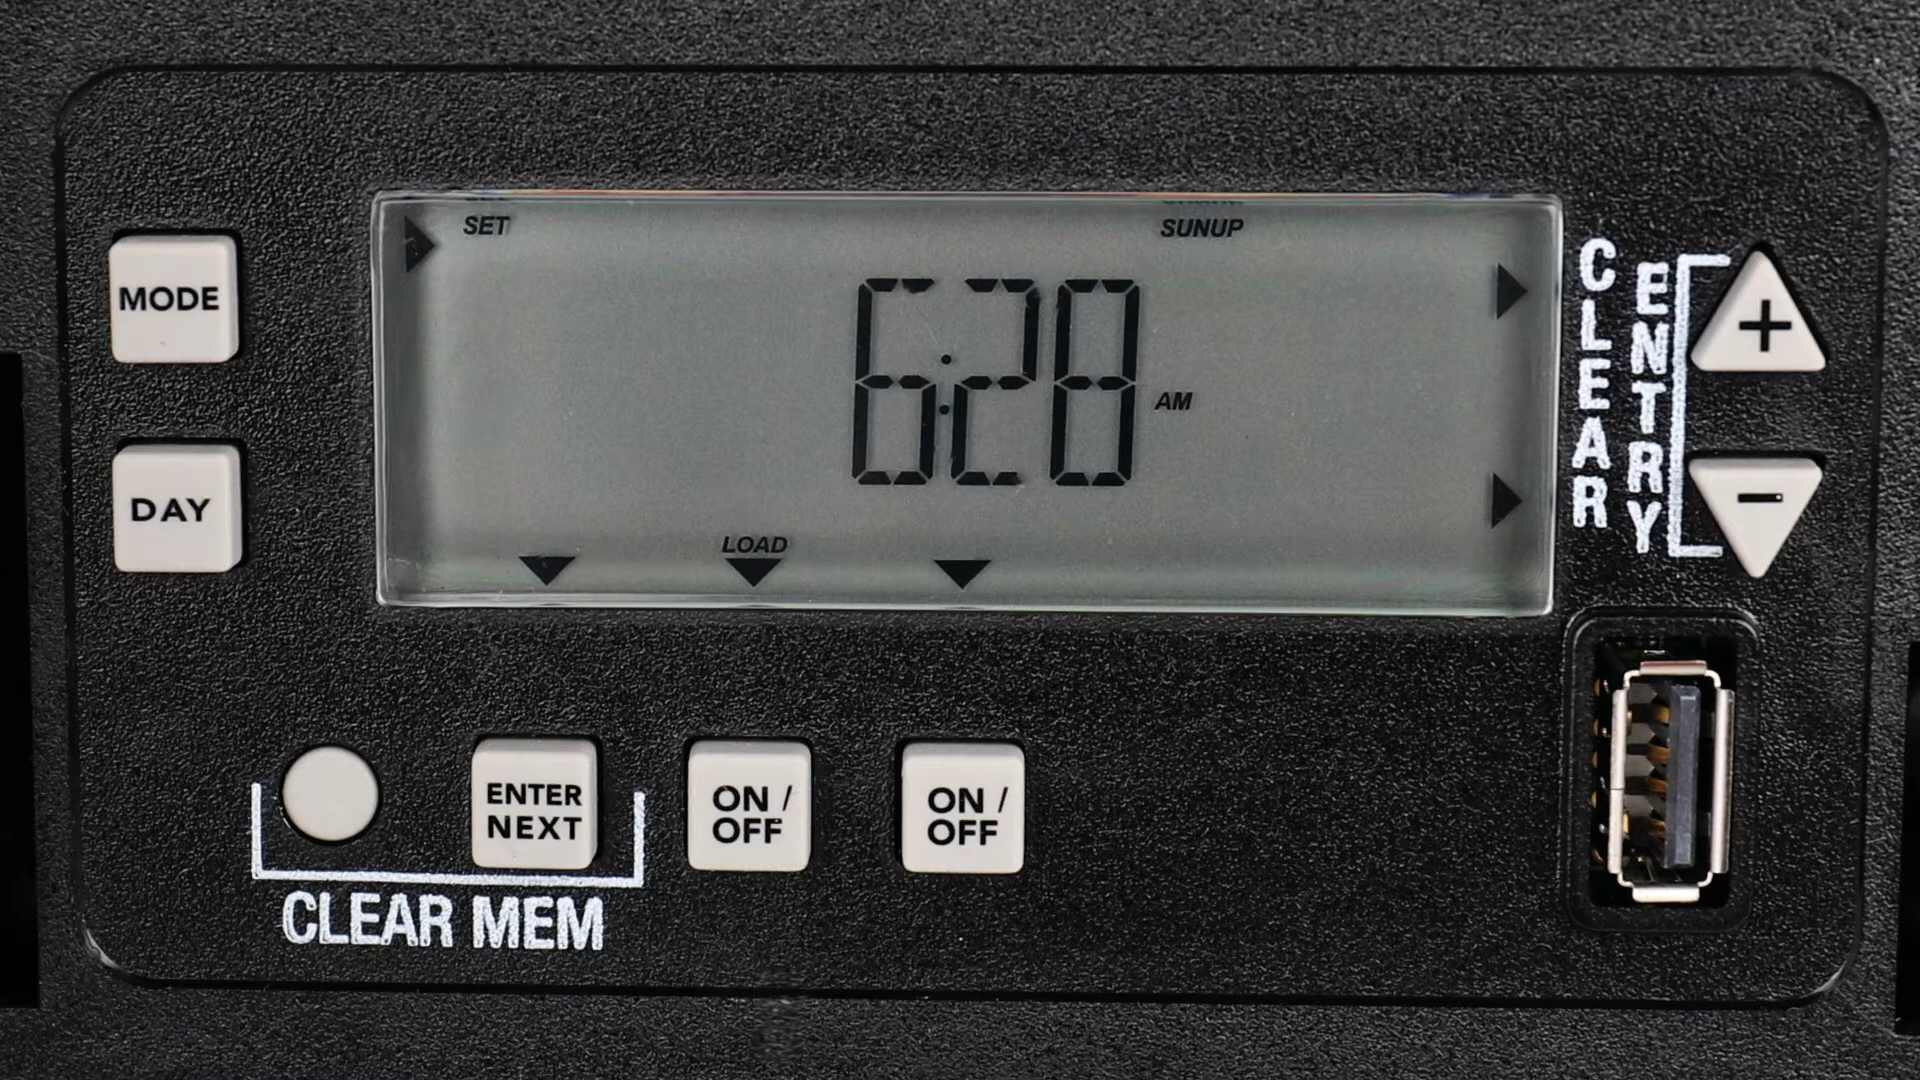 SET
SUNUP
6:28 AM
LOAD
MODE
DAY
CLEAR
ENTRY
+
-
ENTER
NEXT
ON /
OFF
ON /
OFF
CLEAR MEM